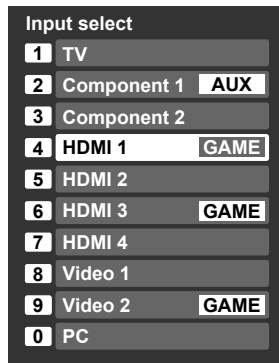 Input select
1 TV
2 Component 1 AUX
3 Component 2
4 HDMI 1 GAME
5 HDMI 2
6 HDMI 3 GAME
7 HDMI 4
8 Video 1
9 Video 2 GAME
0 PC